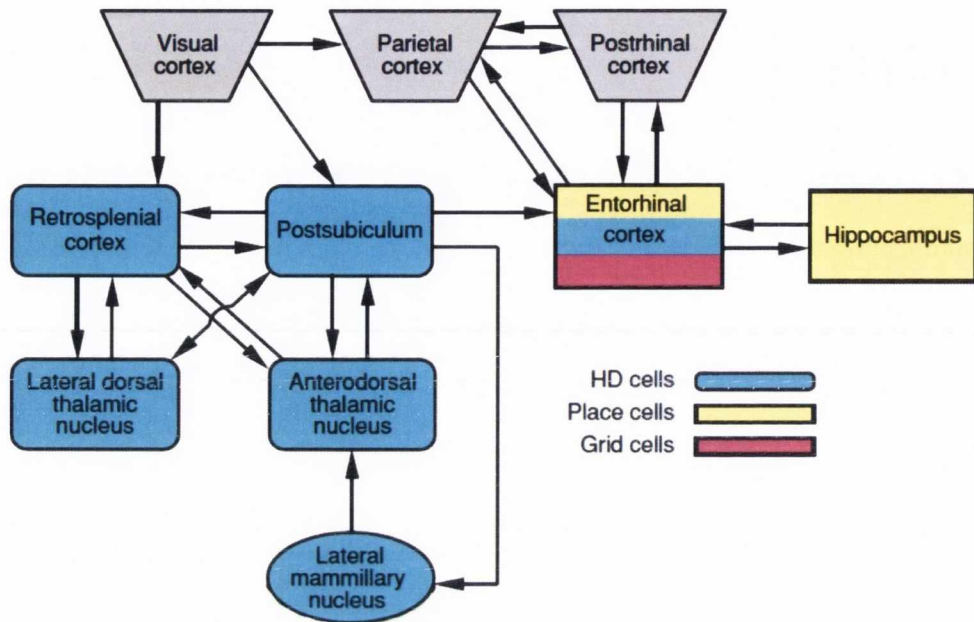 Visual
cortex
Parietal
cortex
Postrhinal
cortex
Retrosplenial
cortex
Postsubiculum
Entorhinal
cortex
Hippocampus
Lateral dorsal
thalamic
nucleus
Anterodorsal
thalamic
nucleus
HD cells
Place cells
Grid cells
Lateral
mammillary
nucleus